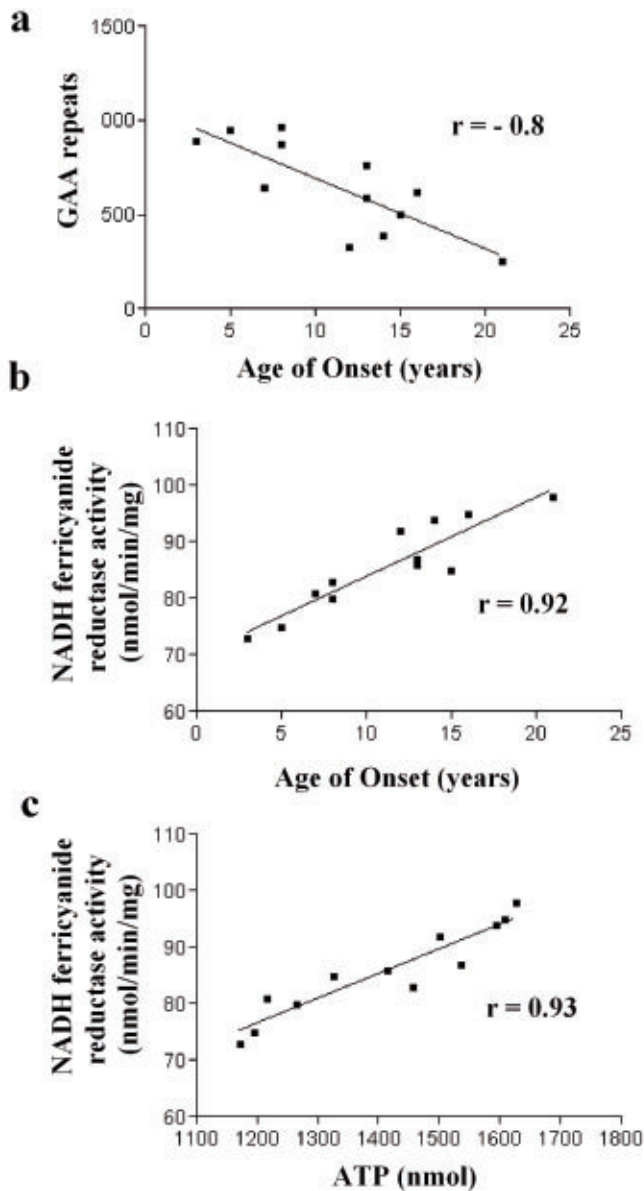 a
1500
000
500
0
GAA repeats
r = - 0.8
0 5 10 15 20 25
Age of Onset (years)
b
110
100
90
80
70
60
NADH ferricyanide
reductase activity
(nmol/min/mg)
r = 0.92
0 5 10 15 20 25
Age of Onset (years)
c
110
100
90
80
70
60
NADH ferricyanide
reductase activity
(nmol/min/mg)
r = 0.93
1100 1200 1300 1400 1500 1600 1700 1800
ATP (nmol)